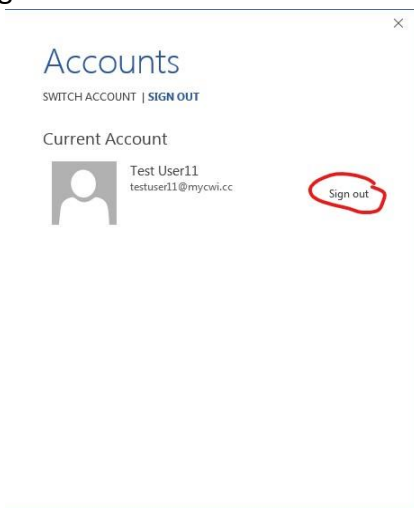 Accounts
SWITCH ACCOUNT | SIGN OUT
Current Account
Test User11
testuser11@mycwi.cc
Sign out